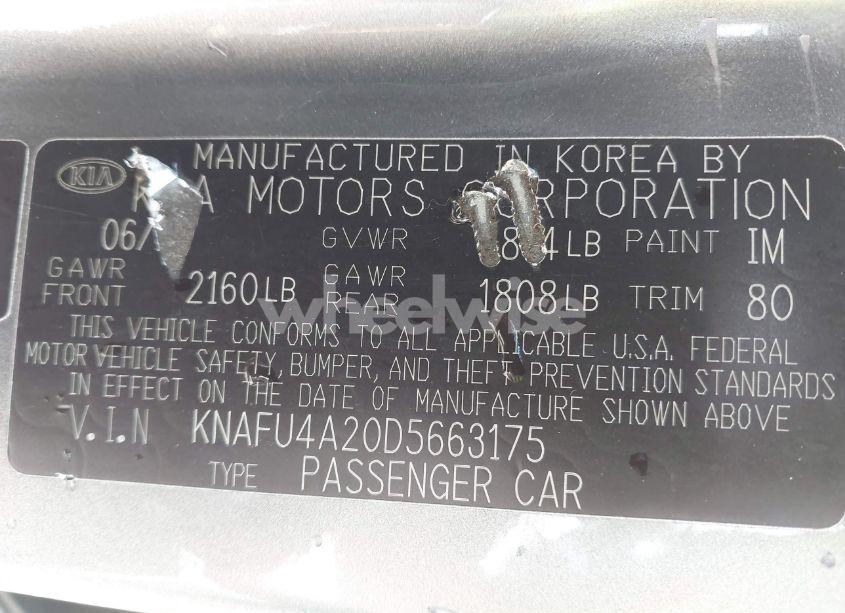 KIA MANUFACTURED IN KOREA BY
MOTORS CORPORATION
06/ GVWR LB PAINT IM
GAWR FRONT 2160LB GAWR REAR 1808LB TRIM 80
wheelwise
THIS VEHICLE CONFORMS TO ALL APPLICABLE U.S.A. FEDERAL
MOTOR VEHICLE SAFETY, BUMPER, AND THEFT PREVENTION STANDARDS
IN EFFECT ON THE DATE OF MANUFACTURE SHOWN ABOVE
V.I.N KNAFU4A20D5663175
TYPE PASSENGER CAR